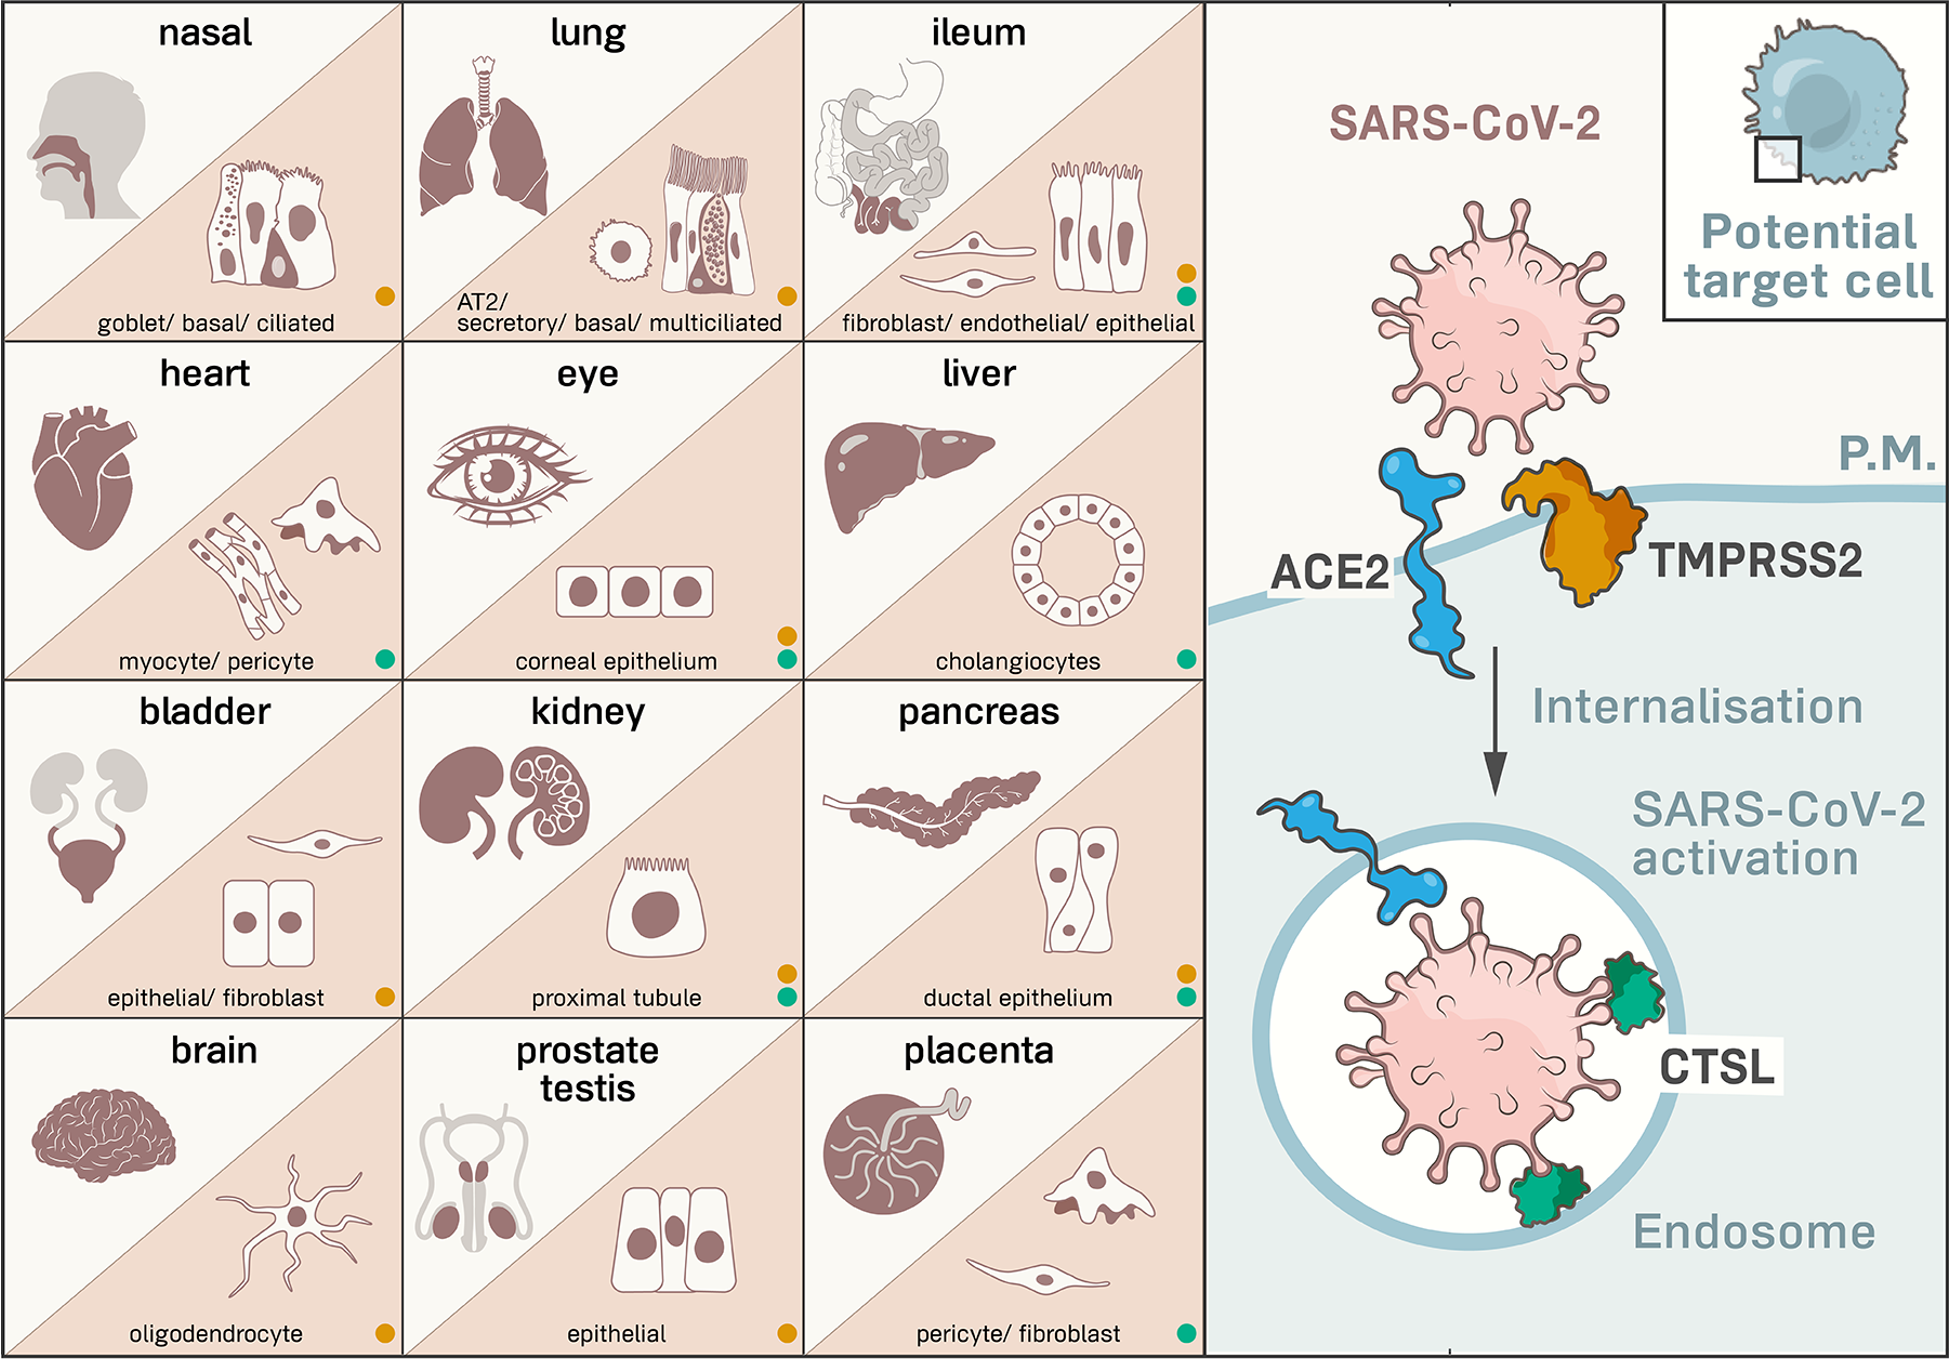 nasal
goblet/ basal/ ciliated
lung
AT2/
secretory/ basal/ multiciliated
ileum
fibroblast/ endothelial/ epithelial
heart
myocyte/ pericyte
eye
corneal epithelium
liver
cholangiocytes
bladder
epithelial/ fibroblast
kidney
proximal tubule
pancreas
ductal epithelium
brain
oligodendrocyte
prostate
testis
epithelial
placenta
pericyte/ fibroblast
SARS-CoV-2
Potential
target cell
P.M.
ACE2
TMPRSS2
Internalisation
SARS-CoV-2
activation
CTSL
Endosome